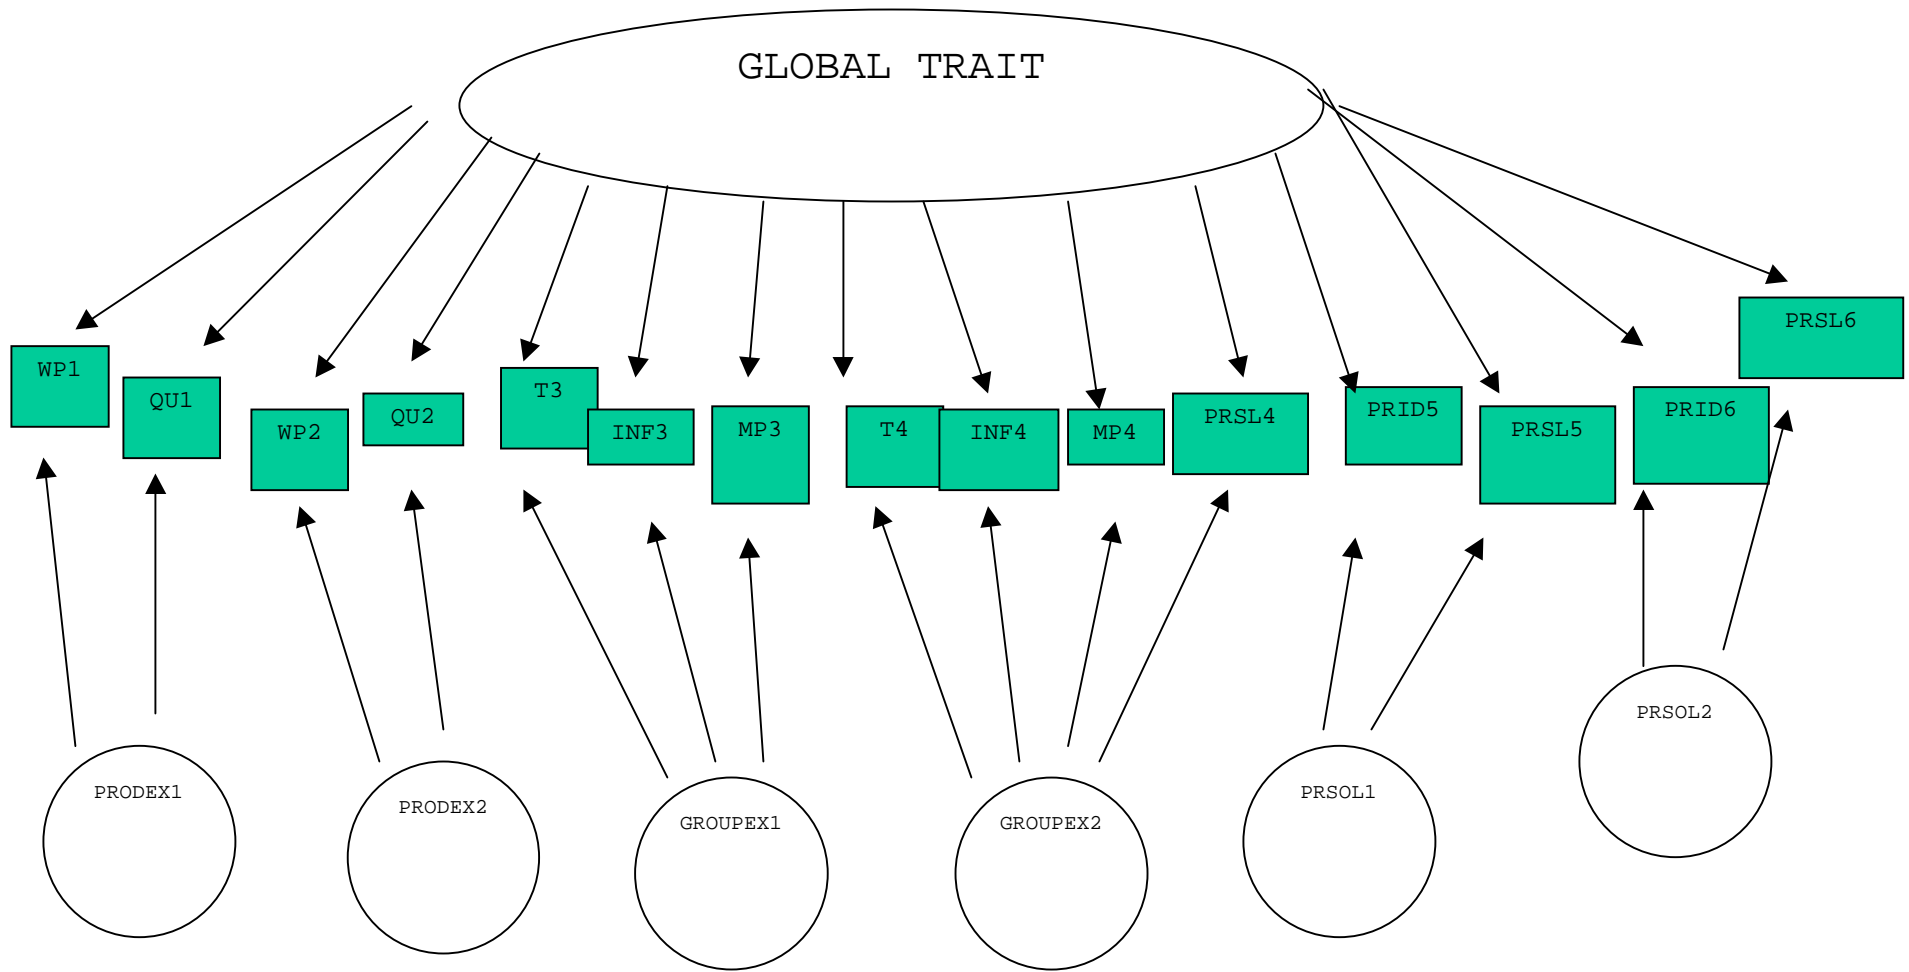 GLOBAL TRAIT
WP1
QU1
WP2
QU2
T3
INF3
MP3
T4
INF4
MP4
PRSL4
PRID5
PRSL5
PRID6
PRSL6
PRODEX1
PRODEX2
GROUPEX1
GROUPEX2
PRSOL1
PRSOL2